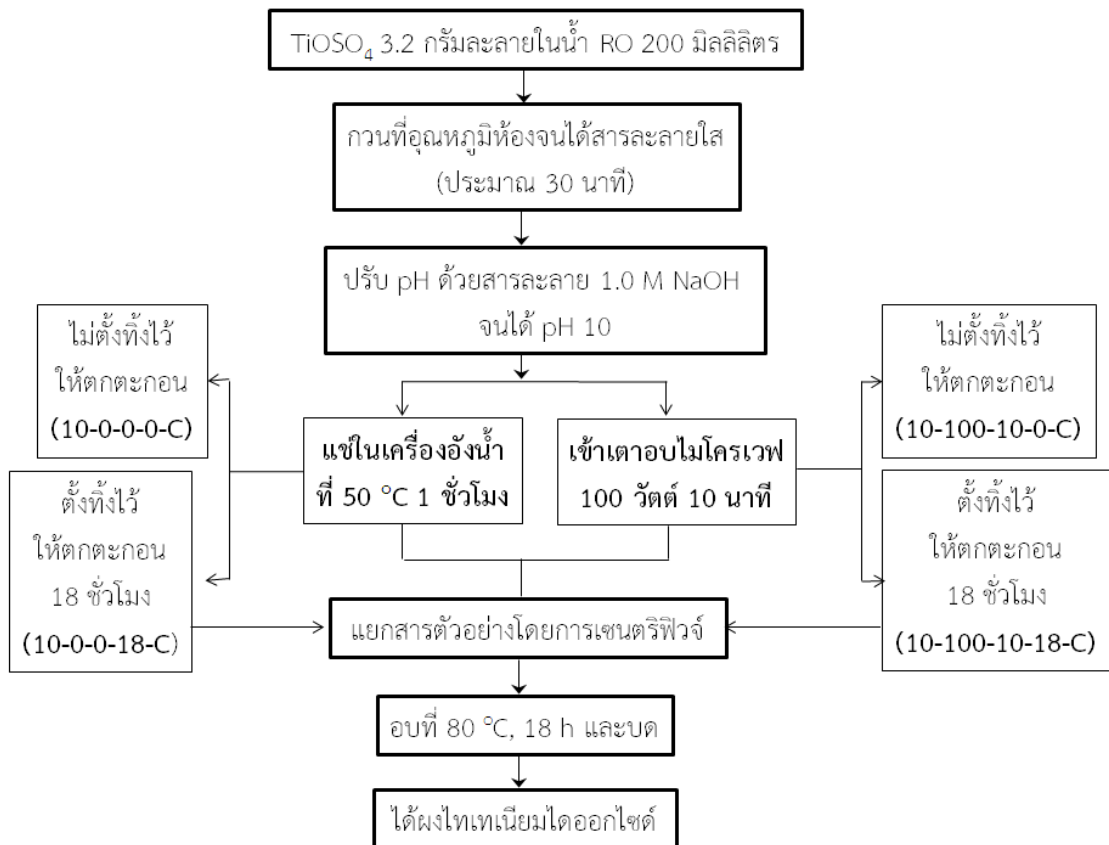 TiOSO4 3.2 กรัมละลายในน้ำ RO 200 มิลลิลิตร
กวนที่อุณหภูมิห้องจนได้สารละลายใส
(ประมาณ 30 นาที)
ปรับ pH ด้วยสารละลาย 1.0 M NaOH
จนได้ pH 10
ไม่ตั้งทิ้งไว้
ให้ตกตะกอน
(10-0-0-0-C)
ตั้งทิ้งไว้
ให้ตกตะกอน
18 ชั่วโมง
(10-0-0-18-C)
แช่ในเครื่องอังน้ำ
ที่ 50 °C 1 ชั่วโมง
เข้าเตาอบไมโครเวฟ
100 วัตต์ 10 นาที
ไม่ตั้งทิ้งไว้
ให้ตกตะกอน
(10-100-10-0-C)
ตั้งทิ้งไว้
ให้ตกตะกอน
18 ชั่วโมง
(10-100-10-18-C)
แยกสารตัวอย่างโดยการเซนตริฟิวจ์
อบที่ 80 °C, 18 h และบด
ได้ผงไทเทเนียมไดออกไซด์